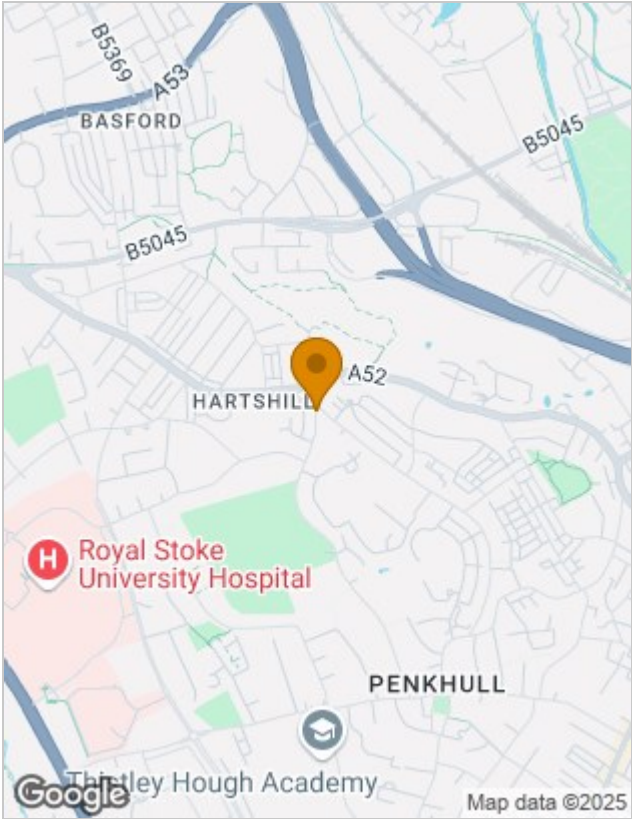 B5369
A53
BASFORD
B5045
B5045
A52
HARTSHILL
H
Royal Stoke
University Hospital
PENKHULL
Thistley Hough Academy
Google
Map data ©2025